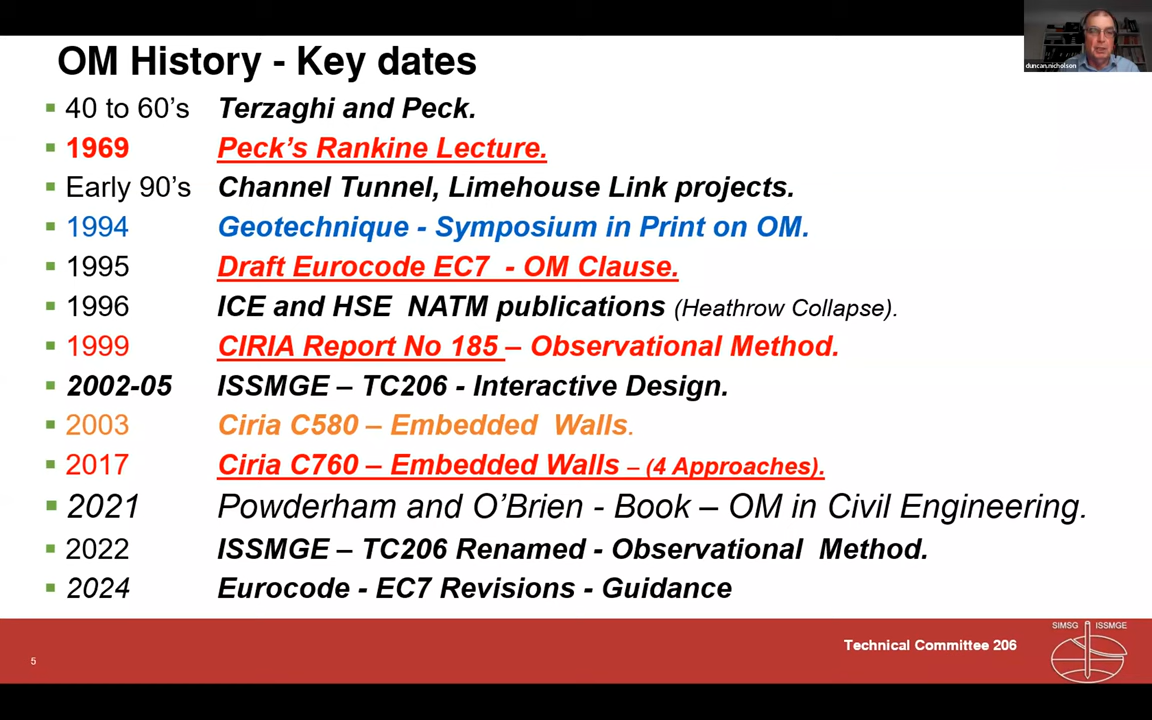 OM History - Key dates
duncan.nicholson
40 to 60’s Terzaghi and Peck.
1969 Peck’s Rankine Lecture.
Early 90’s Channel Tunnel, Limehouse Link projects.
1994 Geotechnique - Symposium in Print on OM.
1995 Draft Eurocode EC7 - OM Clause.
1996 ICE and HSE NATM publications (Heathrow Collapse).
1999 CIRIA Report No 185 – Observational Method.
2002-05 ISSMGE – TC206 - Interactive Design.
2003 Ciria C580 – Embedded Walls.
2017 Ciria C760 – Embedded Walls – (4 Approaches).
2021 Powderham and O’Brien - Book – OM in Civil Engineering.
2022 ISSMGE – TC206 Renamed - Observational Method.
2024 Eurocode - EC7 Revisions - Guidance
SIMSG ISSMGE
Technical Committee 206
5